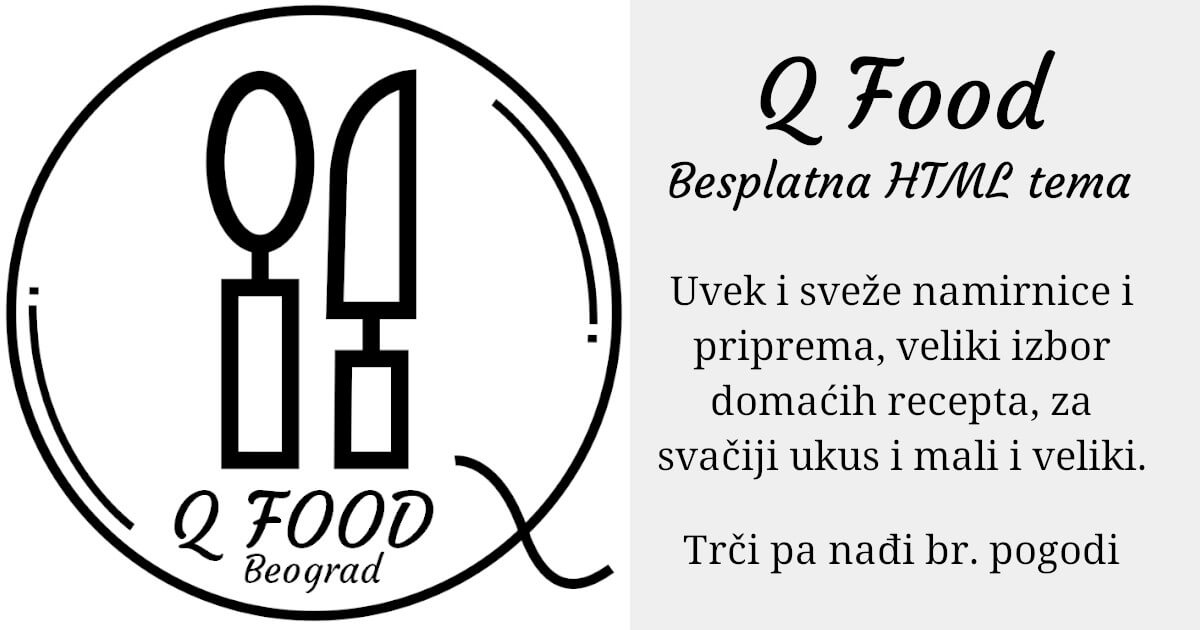 Q FOOD
Beograd
Q Food
Besplatna HTML tema
Uvek i sveže namirnice i
priprema, veliki izbor
domaćih recepta, za
svačiji ukus i mali i veliki.
Trči pa nađi br. pogodi